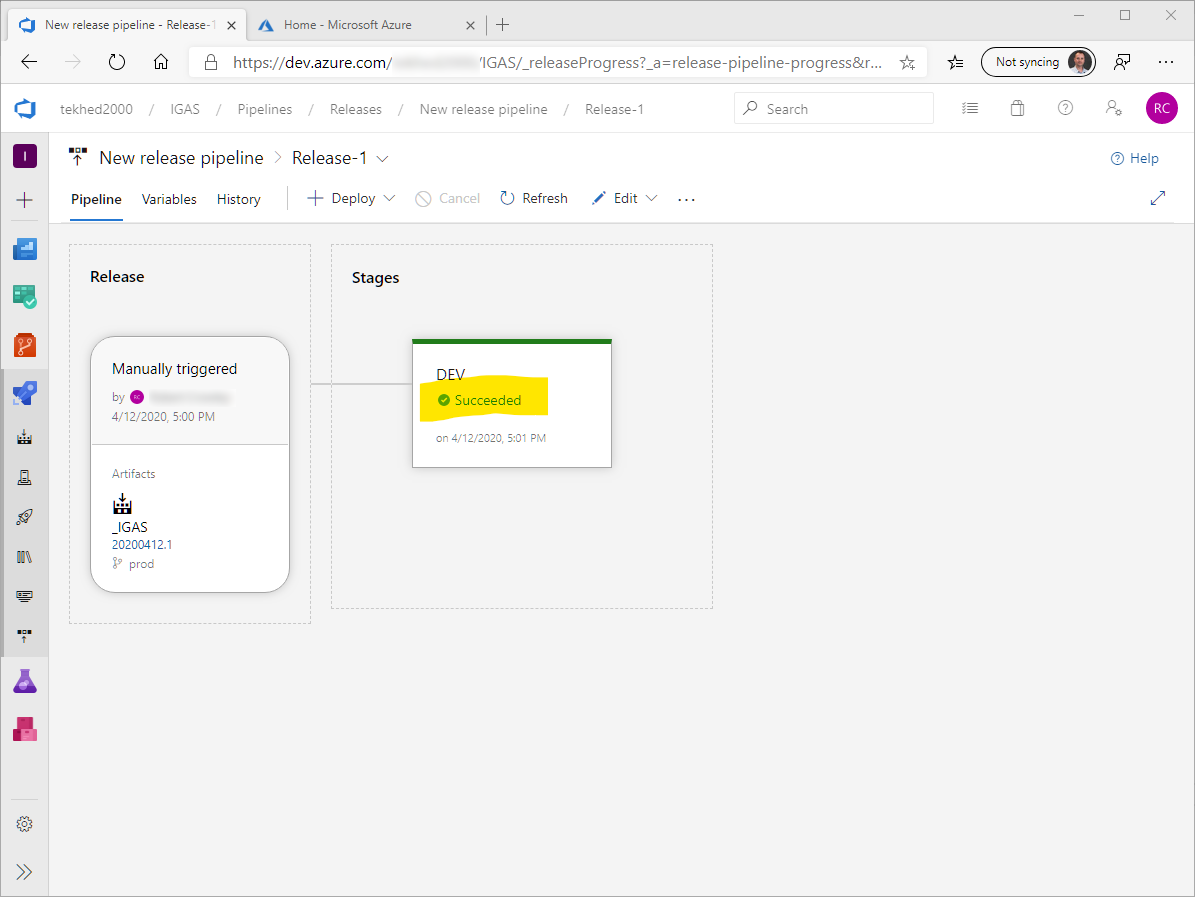 New release pipeline - Release-1
Home - Microsoft Azure
https://dev.azure.com/ /IGAS/_releaseProgress?_a=release-pipeline-progress&r...
Not syncing
tekhed2000 / IGAS / Pipelines / Releases / New release pipeline / Release-1
Search
RC
I
New release pipeline > Release-1
Help
Pipeline
Variables
History
Deploy
Cancel
Refresh
Edit
...
Release
Manually triggered
by RC
4/12/2020, 5:00 PM
Artifacts
_IGAS
20200412.1
prod
Stages
DEV
Succeeded
on 4/12/2020, 5:01 PM